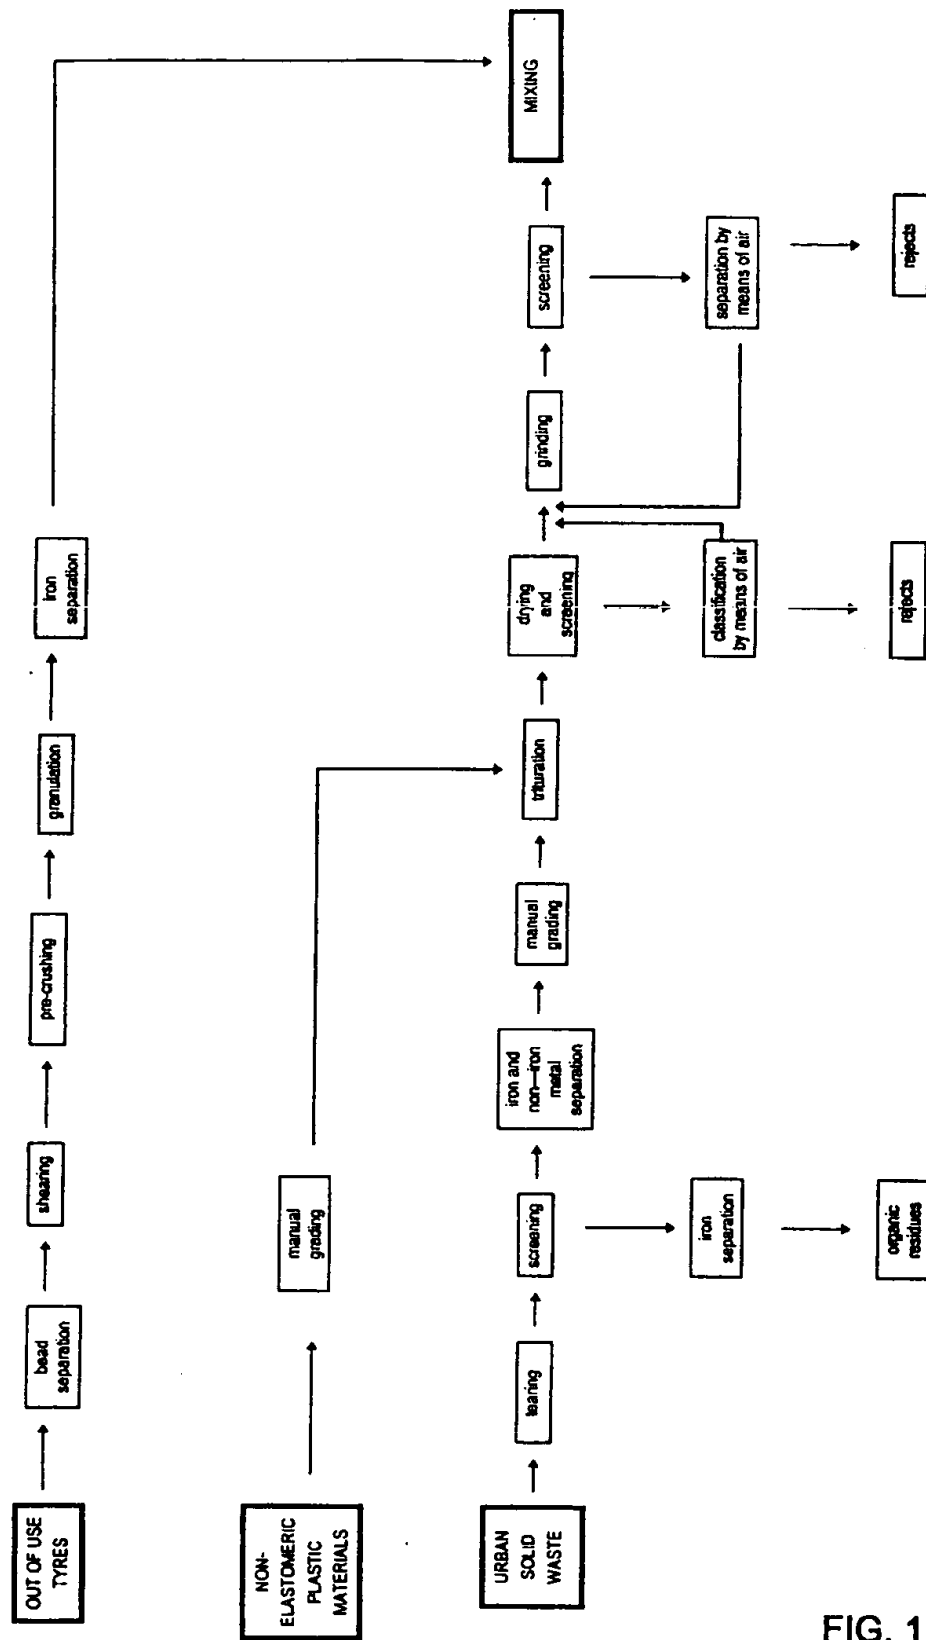 OUT OF USE
TYRES
bead
separation
shearing
pre-crushing
granulation
iron
separation
NON-
ELASTOMERIC
PLASTIC
MATERIALS
manual
grading
URBAN
SOLID
WASTE
tearing
screening
iron and
non-iron
metal
separation
manual
grading
trituration
drying
and
screening
grinding
screening
MIXING
iron
separation
classification
by means of air
separation by
means of air
organic
residues
rejects
rejects
FIG. 1